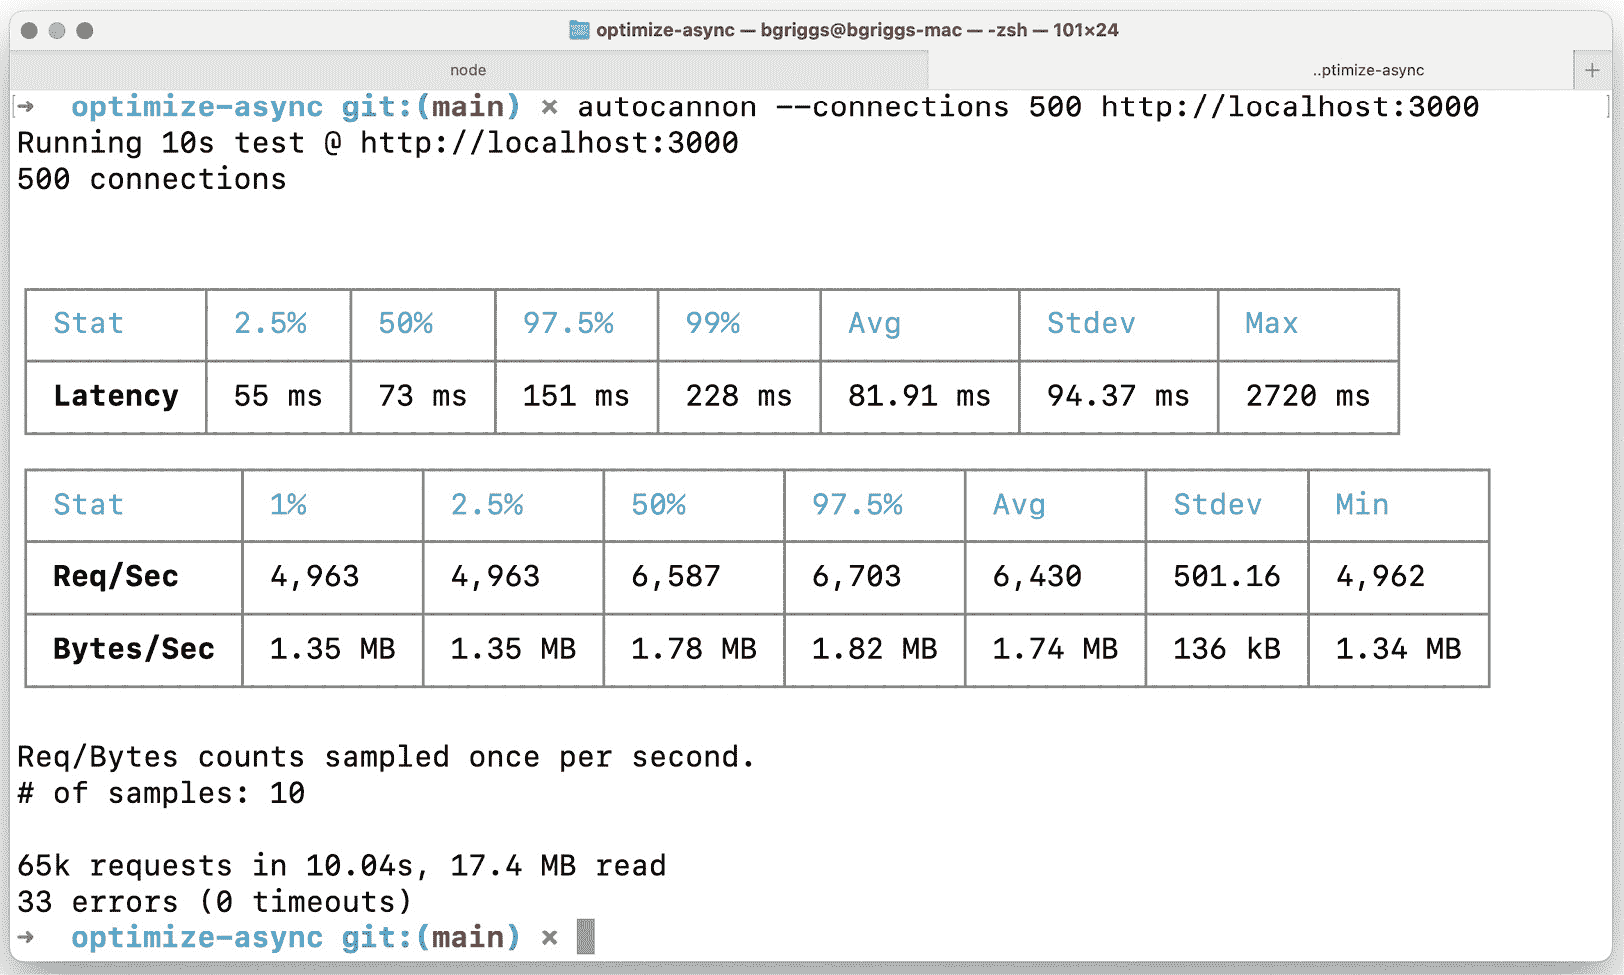 optimize-async — bgriggs@bgriggs-mac — -zsh — 101×24
node ..ptimize-async +
[→ optimize-async git:(main) × autocannon --connections 500 http://localhost:3000 ]
Running 10s test @ http://localhost:3000
500 connections
Stat 2.5% 50% 97.5% 99% Avg Stdev Max
Latency 55 ms 73 ms 151 ms 228 ms 81.91 ms 94.37 ms 2720 ms
Stat 1% 2.5% 50% 97.5% Avg Stdev Min
Req/Sec 4,963 4,963 6,587 6,703 6,430 501.16 4,962
Bytes/Sec 1.35 MB 1.35 MB 1.78 MB 1.82 MB 1.74 MB 136 kB 1.34 MB
Req/Bytes counts sampled once per second.
# of samples: 10
65k requests in 10.04s, 17.4 MB read
33 errors (0 timeouts)
→ optimize-async git:(main) ×